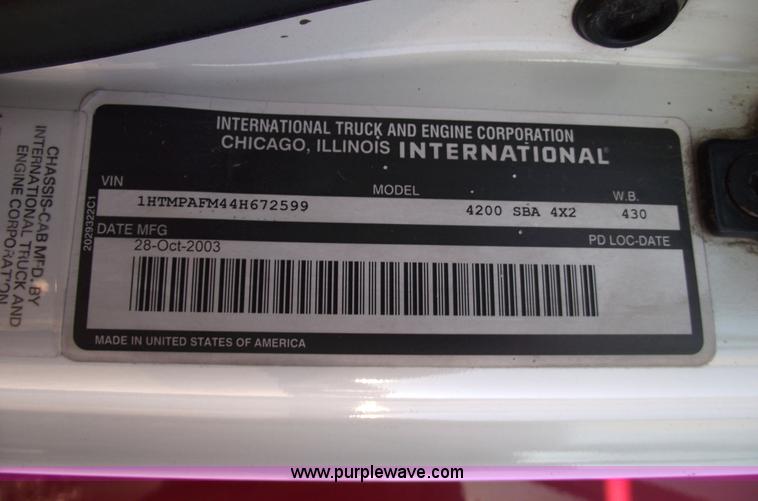 INTERNATIONAL TRUCK AND ENGINE CORPORATION
CHICAGO, ILLINOIS INTERNATIONAL
VIN MODEL W.B.
1HTMPAFM44H672599 4200 SBA 4X2 430
DATE MFG PD LOC-DATE
28-Oct-2003
MADE IN UNITED STATES OF AMERICA
2029322C1
CHASSIS-CAB MFD. BY
INTERNATIONAL TRUCK AND
ENGINE CORPORATION
www.purplewave.com